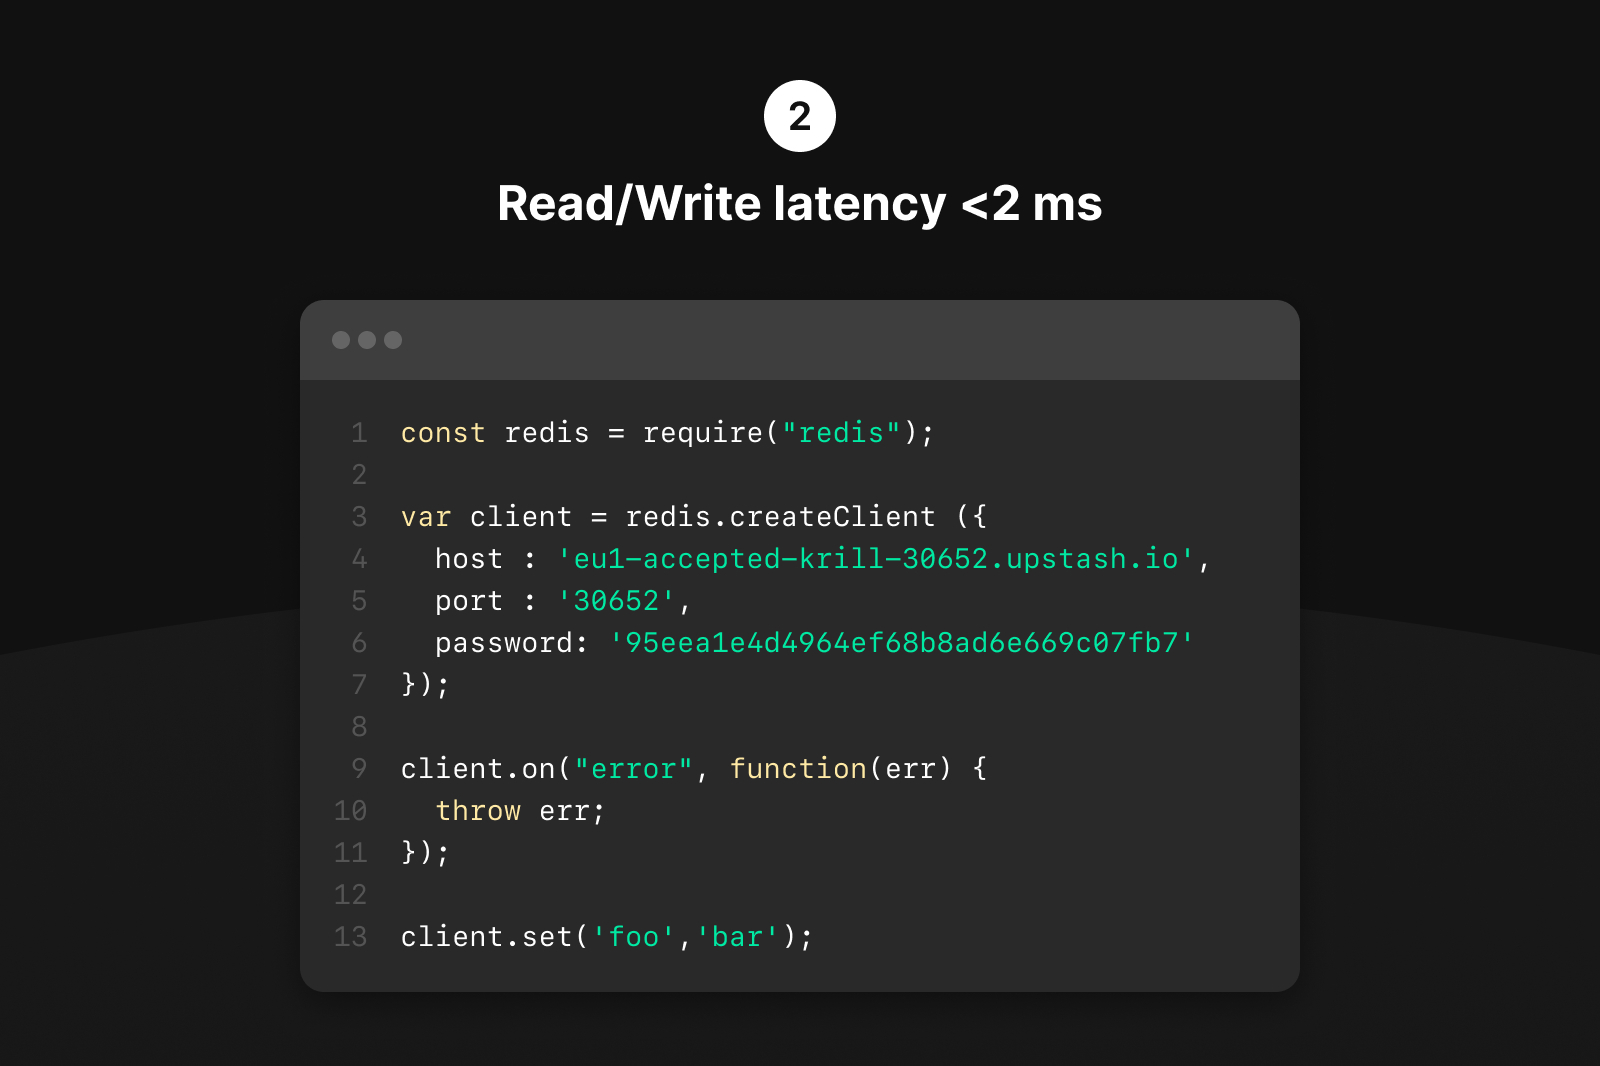 2
Read/Write latency <2 ms
1 const redis = require("redis");
2
3 var client = redis.createClient ({
4   host : 'eu1-accepted-krill-30652.upstash.io',
5   port : '30652',
6   password: '95eea1e4d4964ef68b8ad6e669c07fb7'
7 });
8
9 client.on("error", function(err) {
10   throw err;
11 });
12
13 client.set('foo','bar');